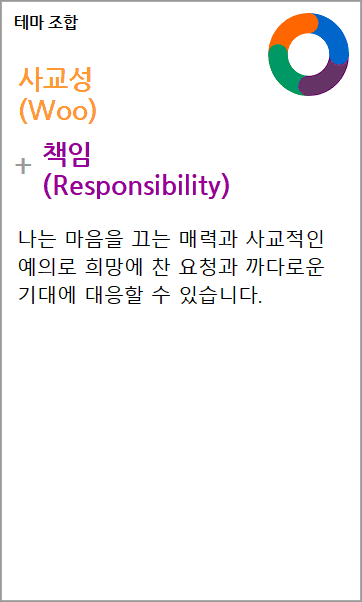 테마 조합
사교성
(Woo)
+ 책임
(Responsibility)
나는 마음을 끄는 매력과 사교적인
예의로 희망에 찬 요청과 까다로운
기대에 대응할 수 있습니다.